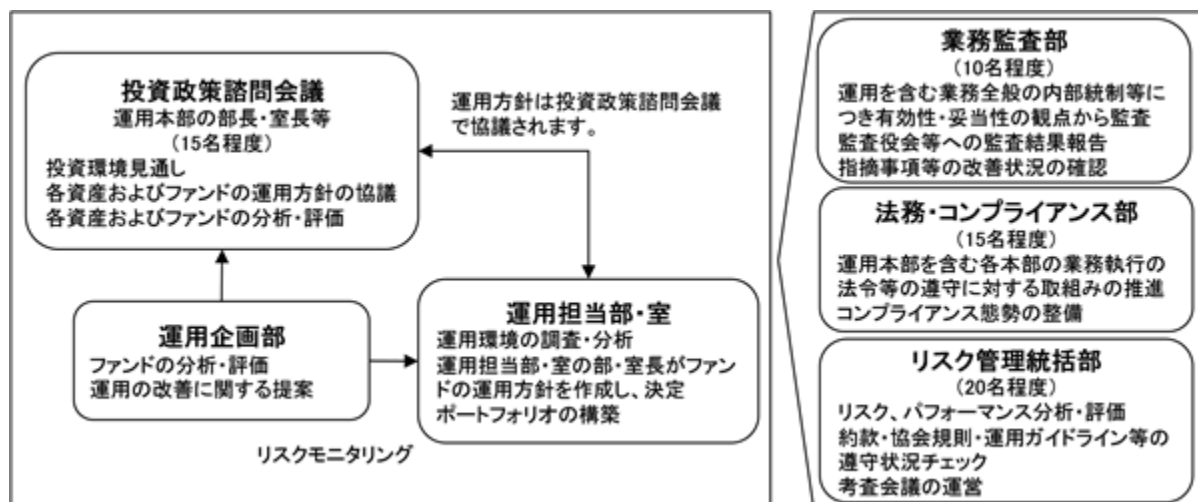 投資政策諮問会議
運用本部の部長・室長等
(15名程度)
投資環境見通し
各資産およびファンドの運用方針の協議
各資産およびファンドの分析・評価
運用方針は投資政策諮問会議
で協議されます。
運用企画部
ファンドの分析・評価
運用の改善に関する提案
運用担当部・室
運用環境の調査・分析
運用担当部・室の部・室長がファン
ドの運用方針を作成し、決定
ポートフォリオの構築
リスクモニタリング
業務監査部
(10名程度)
運用を含む業務全般の内部統制等に
つき有効性・妥当性の観点から監査
監査役会等への監査結果報告
指摘事項等の改善状況の確認
法務・コンプライアンス部
(15名程度)
運用本部を含む各本部の業務執行の
法令等の遵守に対する取組みの推進
コンプライアンス態勢の整備
リスク管理統括部
(20名程度)
リスク、パフォーマンス分析・評価
約款・協会規則・運用ガイドライン等の
遵守状況チェック
考査会議の運営